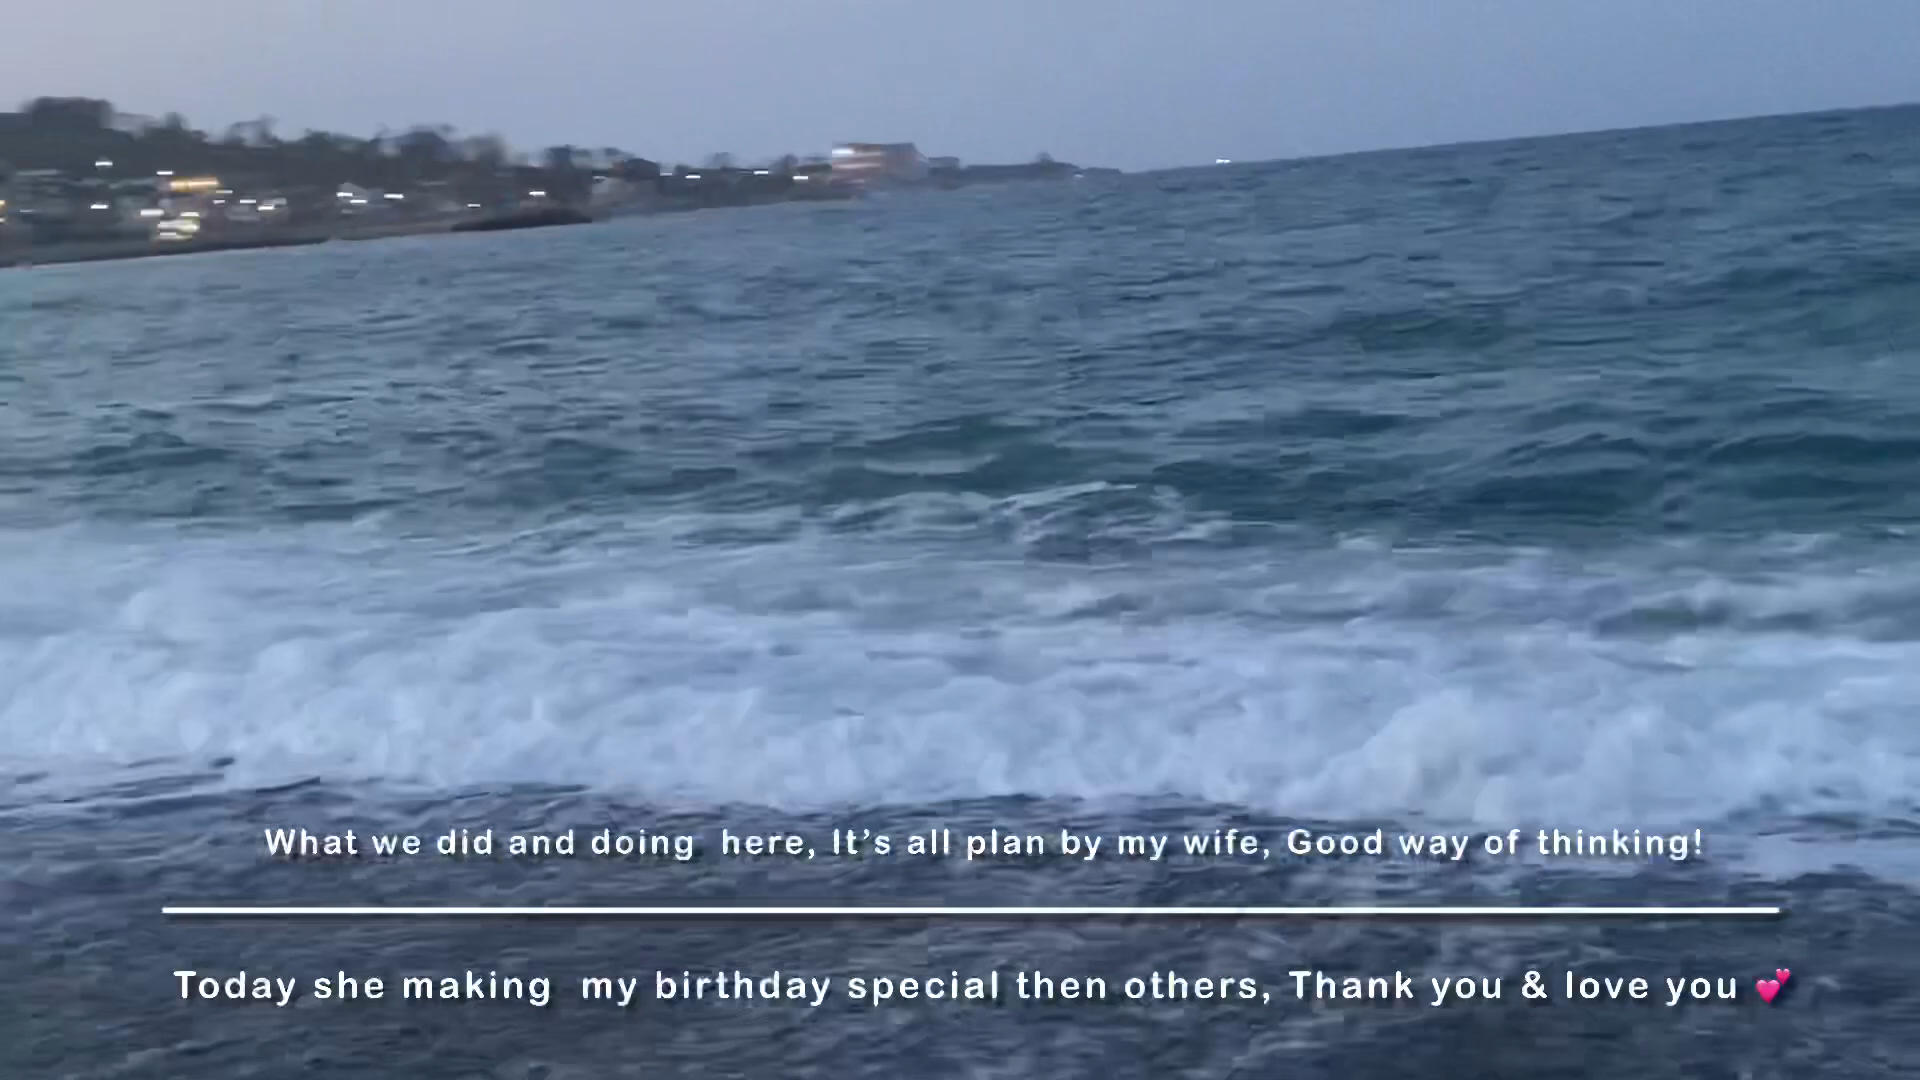 What we did and doing  here, It’s all plan by my wife, Good way of thinking!
Today she making  my birthday special then others, Thank you & love you 💕